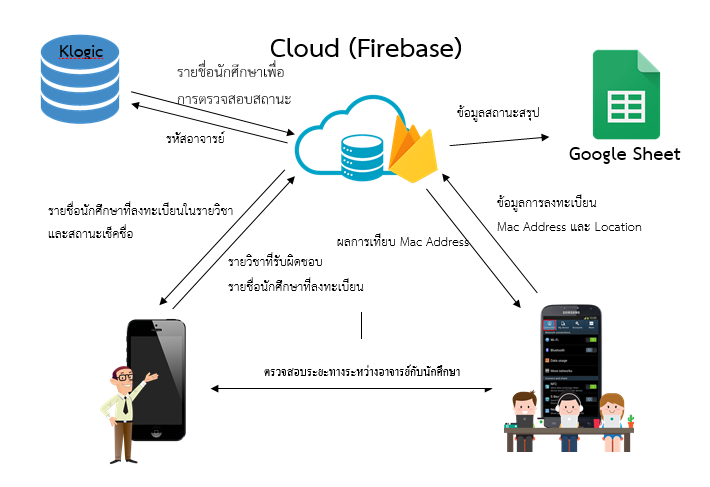 Klogic
Cloud (Firebase)
รายชื่อนักศึกษาเพื่อ
การตรวจสอบสถานะ
รหัสอาจารย์
ข้อมูลสถานะสรุป
Google Sheet
รายชื่อนักศึกษาที่ลงทะเบียนในรายวิชา
และสถานะเช็คชื่อ
ข้อมูลการลงทะเบียน
Mac Address และ Location
ผลการเทียบ Mac Address
รายวิชาที่รับผิดชอบ
รายชื่อนักศึกษาที่ลงทะเบียน
SAMSUNG
Wi-Fi
Bluetooth
Data usage
More networks
NFC
ตรวจสอบระยะทางระหว่างอาจารย์กับนักศึกษา